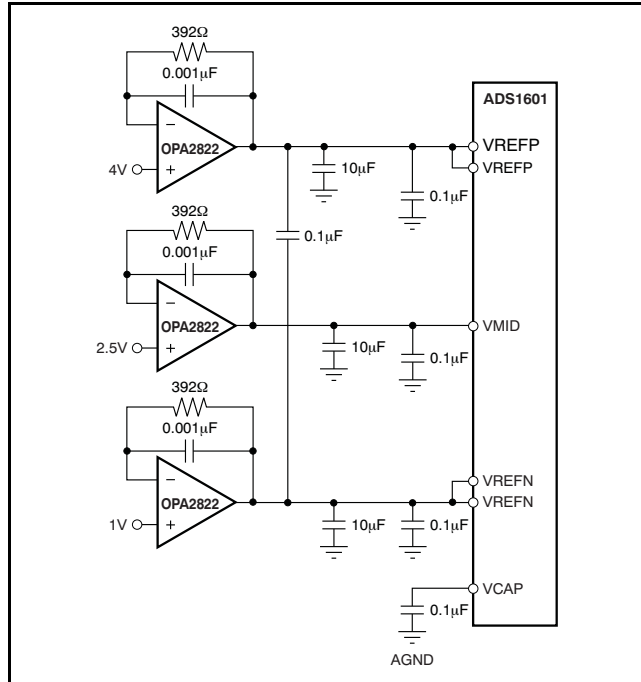 392Ω
0.001μF
ADS1601
OPA2822
VREFP
VREFP
4V
10μF
0.1μF
392Ω
0.1μF
0.001μF
OPA2822
VMID
2.5V
10μF
0.1μF
392Ω
0.001μF
VREFN
OPA2822
VREFN
1V
10μF
0.1μF
VCAP
0.1μF
AGND